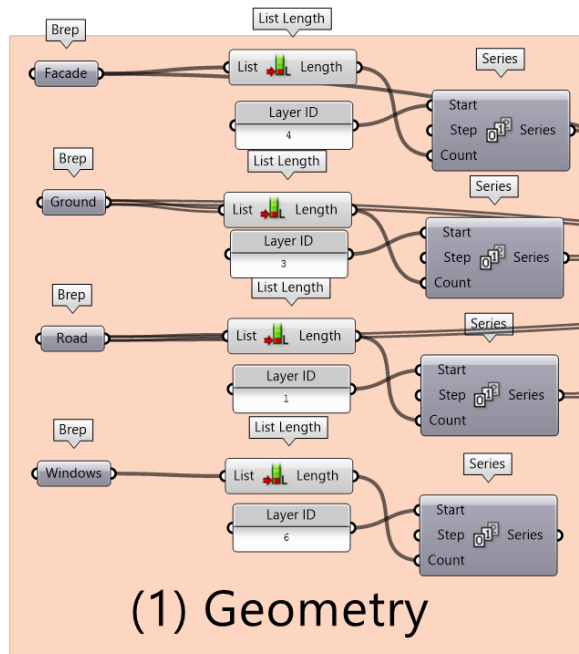 List Length
Brep
Series
Facade
List Length
Start
Step Series
Count
Layer ID
4
Brep
List Length
Series
Ground
List Length
Start
Step Series
Count
Layer ID
3
Brep
List Length
Series
Road
List Length
Start
Step Series
Count
Layer ID
1
Brep
List Length
Series
Windows
List Length
Start
Step Series
Count
Layer ID
6
(1) Geometry